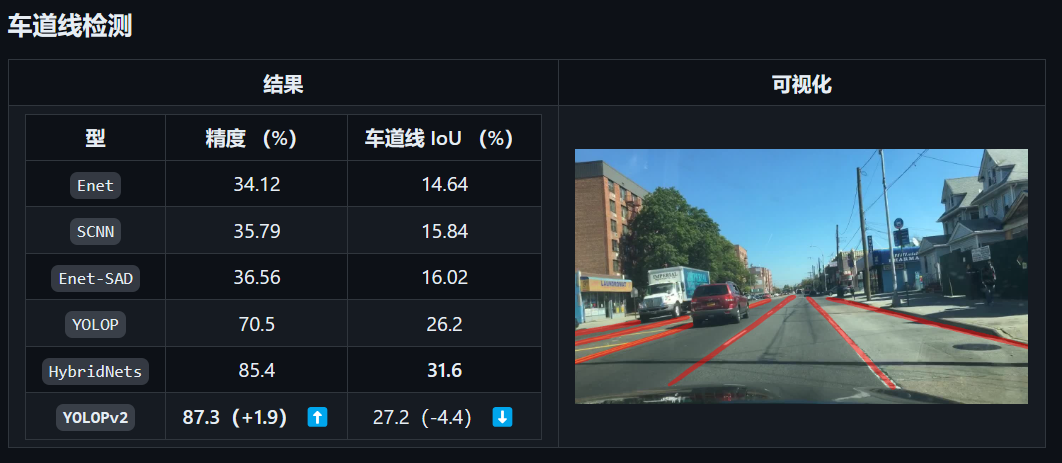 车道线检测
结果 可视化
型 精度 （%） 车道线 IoU （%）
Enet 34.12 14.64
SCNN 35.79 15.84
Enet-SAD 36.56 16.02
YOLOP 70.5 26.2
HybridNets 85.4 31.6
YOLOPv2 87.3（+1.9） ⬆️ 27.2（-4.4） ⬇️